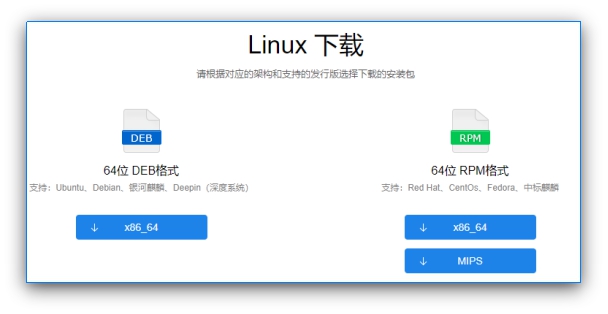 Linux 下载
请根据对应的架构和支持的发行版选择下载的安装包
DEB
RPM
64位 DEB格式
64位 RPM格式
支持：Ubuntu、Debian、银河麒麟、Deepin（深度系统）
支持：Red Hat、CentOs、Fedora、中标麒麟
↓ x86_64
↓ x86_64
↓ MIPS